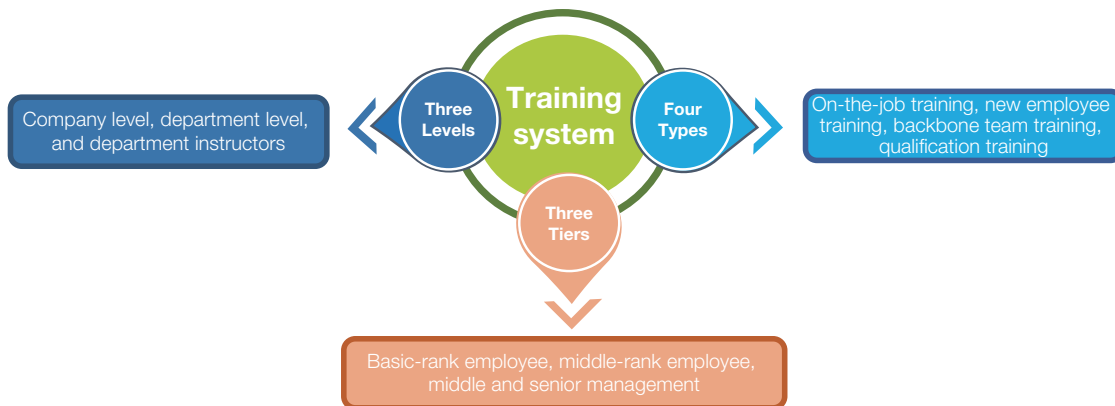 Training
system
Three
Levels
Four
Types
Three
Tiers
Company level, department level,
and department instructors
On-the-job training, new employee
training, backbone team training,
qualification training
Basic-rank employee, middle-rank employee,
middle and senior management